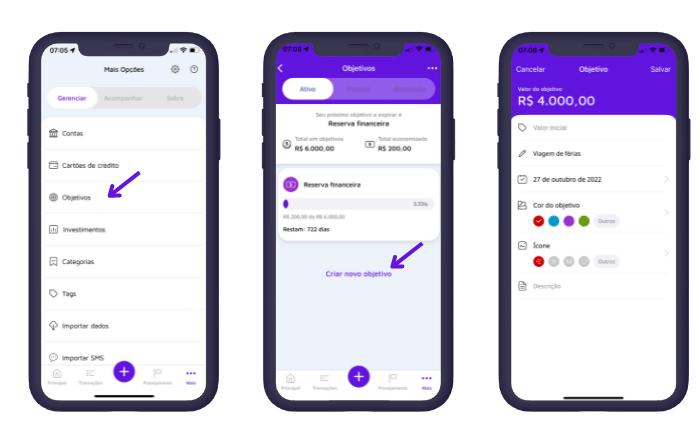 07:05
Mais Opções
Gerenciar
Acompanhar
Sobre
Contas
Cartões de crédito
Objetivos
Investimentos
Categorias
Tags
Importar dados
Importar SMS
Principal
Transações
Planejamento
Mais
07:08
Objetivos
Ativo
Seu próximo objetivo a expirar é
Reserva financeira
Total em objetivos
R$ 6.000,00
Total economizado
R$ 200,00
Reserva financeira
3.33%
R$ 200,00 de R$ 6.000,00
Restam: 722 dias
Criar novo objetivo
Principal
Transações
Planejamento
Mais
07:08
Cancelar
Objetivo
Salvar
Valor do objetivo
R$ 4.000,00
Valor inicial
Viagem de férias
27 de outubro de 2022
Cor do objetivo
Outros
Ícone
Outros
Descrição